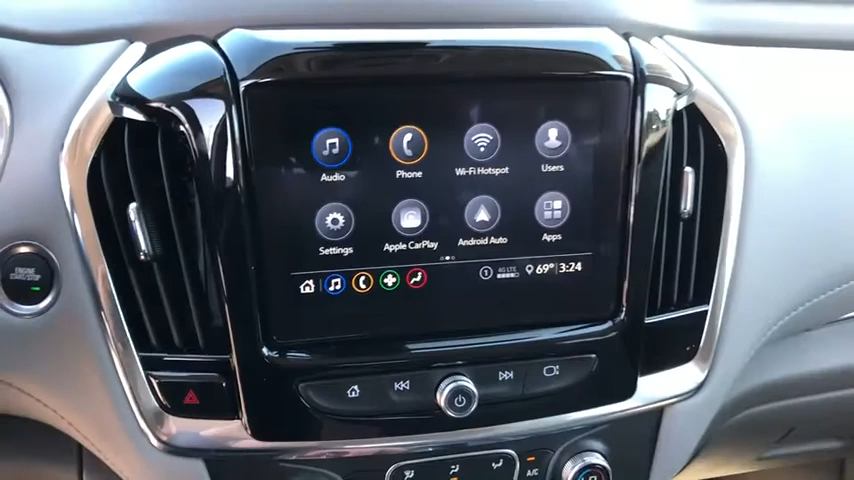 Audio Phone Wi-Fi Hotspot Users
Settings Apple CarPlay Android Auto Apps
1 4G LTE 69° 3:24
ENGINE
START/STOP
A/C